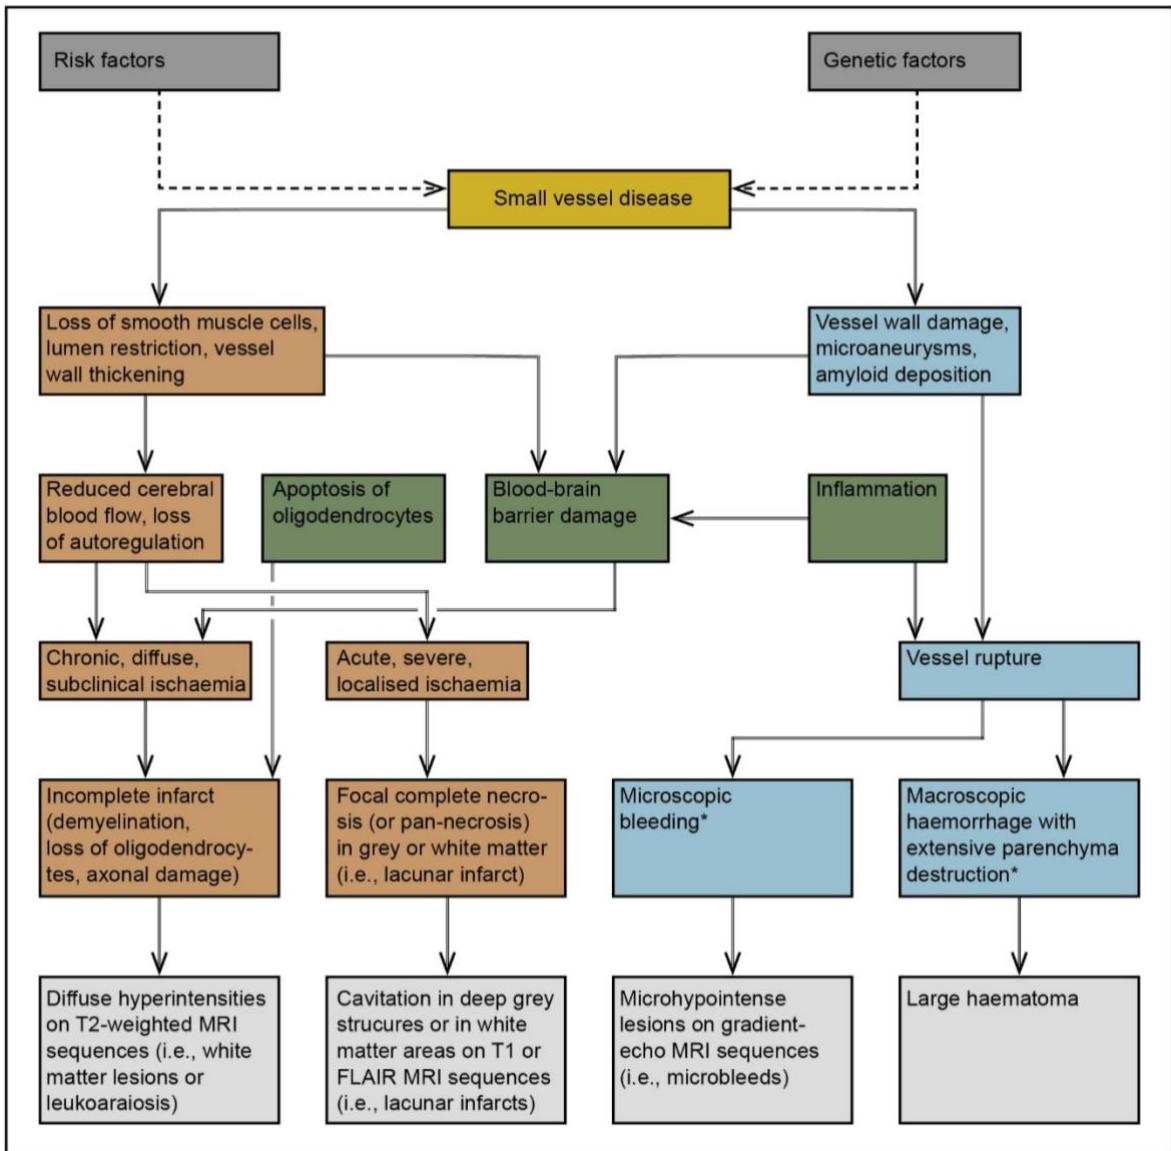 Risk factors
Genetic factors
Small vessel disease
Loss of smooth muscle cells,
lumen restriction, vessel
wall thickening
Vessel wall damage,
microaneurysms,
amyloid deposition
Reduced cerebral
blood flow, loss
of autoregulation
Apoptosis of
oligodendrocytes
Blood-brain
barrier damage
Inflammation
Chronic, diffuse,
subclinical ischaemia
Acute, severe,
localised ischaemia
Vessel rupture
Incomplete infarct
(demyelination,
loss of oligodendrocy-
tes, axonal damage)
Focal complete necro-
sis (or pan-necrosis)
in grey or white matter
(i.e., lacunar infarct)
Microscopic
bleeding*
Macroscopic
haemorrhage with
extensive parenchyma
destruction*
Diffuse hyperintensities
on T2-weighted MRI
sequences (i.e., white
matter lesions or
leukoaraiosis)
Cavitation in deep grey
strucures or in white
matter areas on T1 or
FLAIR MRI sequences
(i.e., lacunar infarcts)
Microhypointense
lesions on gradient-
echo MRI sequences
(i.e., microbleeds)
Large haematoma